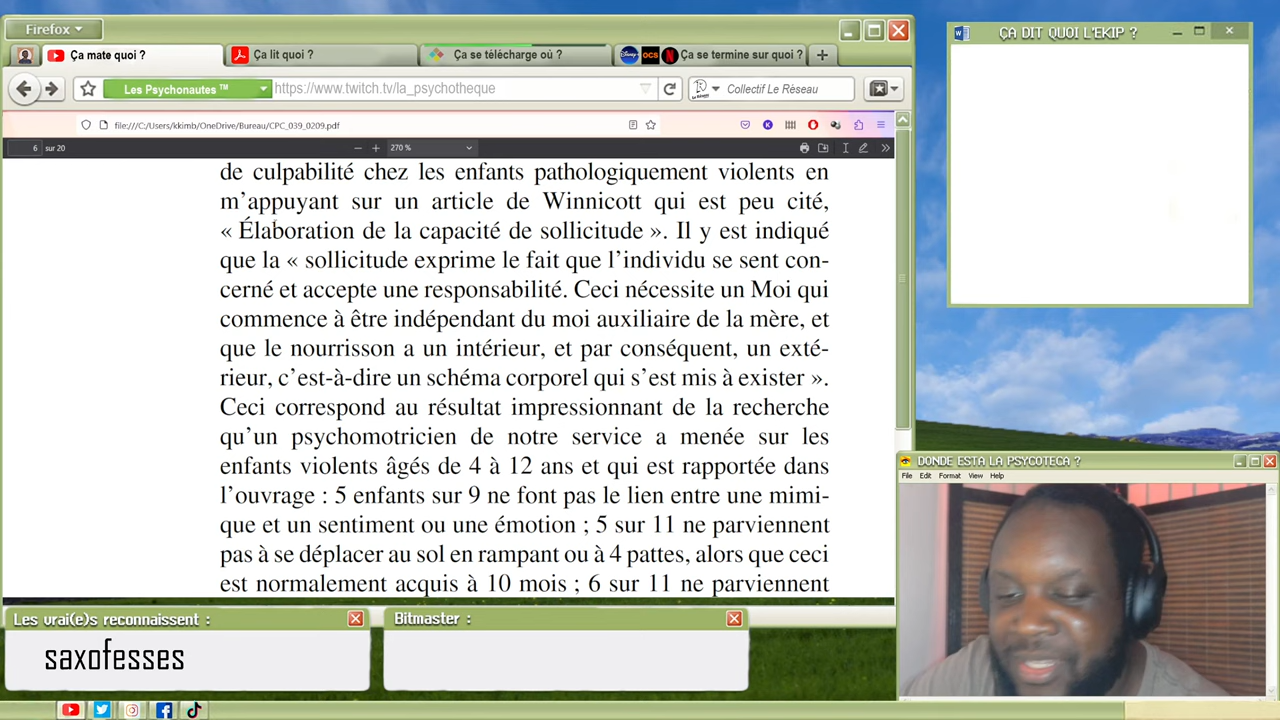 Firefox
ÇA DIT QUOI L'EKIP ?
Ça mate quoi ?
Ça lit quoi ?
Ça se télécharge où ?
Disney+
OCS
Ça se termine sur quoi ?
Les Psychonautes ™
https://www.twitch.tv/la_psychotheque
Collectif Le Réseau
file:///C:/Users/kkimb/OneDrive/Bureau/CPC_039_0209.pdf
6 sur 20
270 %
de culpabilité chez les enfants pathologiquement violents en
m'appuyant sur un article de Winnicott qui est peu cité,
« Élaboration de la capacité de sollicitude ». Il y est indiqué
que la « sollicitude exprime le fait que l'individu se sent con-
cerné et accepte une responsabilité. Ceci nécessite un Moi qui
commence à être indépendant du moi auxiliaire de la mère, et
que le nourrisson a un intérieur, et par conséquent, un exté-
rieur, c'est-à-dire un schéma corporel qui s'est mis à exister ».
Ceci correspond au résultat impressionnant de la recherche
qu'un psychomotricien de notre service a menée sur les
enfants violents âgés de 4 à 12 ans et qui est rapportée dans
l'ouvrage : 5 enfants sur 9 ne font pas le lien entre une mimi-
que et un sentiment ou une émotion ; 5 sur 11 ne parviennent
pas à se déplacer au sol en rampant ou à 4 pattes, alors que ceci
est normalement acquis à 10 mois ; 6 sur 11 ne parviennent
DONDE ESTA LA PSYCOTECA ?
File Edit Format View Help
Les vrai(e)s reconnaissent :
saxofesses
Bitmaster :